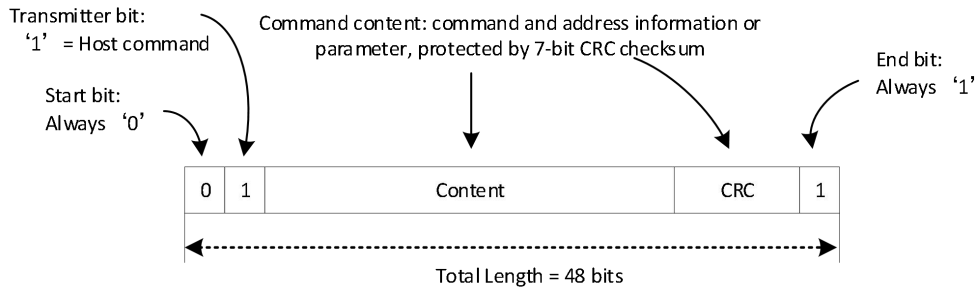 Transmitter bit:
‘1’ = Host command
Command content: command and address information or
parameter, protected by 7-bit CRC checksum
End bit:
Always ‘1’
Start bit:
Always ‘0’
0 1 Content CRC 1
Total Length = 48 bits